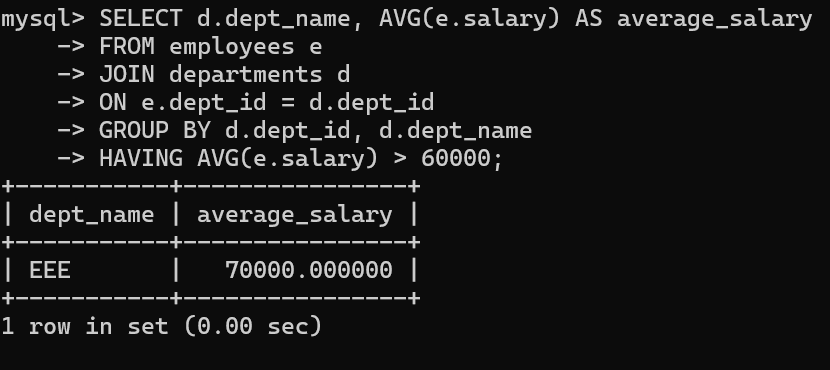 mysql> SELECT d.dept_name, AVG(e.salary) AS average_salary
    -> FROM employees e
    -> JOIN departments d
    -> ON e.dept_id = d.dept_id
    -> GROUP BY d.dept_id, d.dept_name
    -> HAVING AVG(e.salary) > 60000;
+-----------+----------------+
| dept_name | average_salary |
+-----------+----------------+
| EEE       |   70000.000000 |
+-----------+----------------+
1 row in set (0.00 sec)